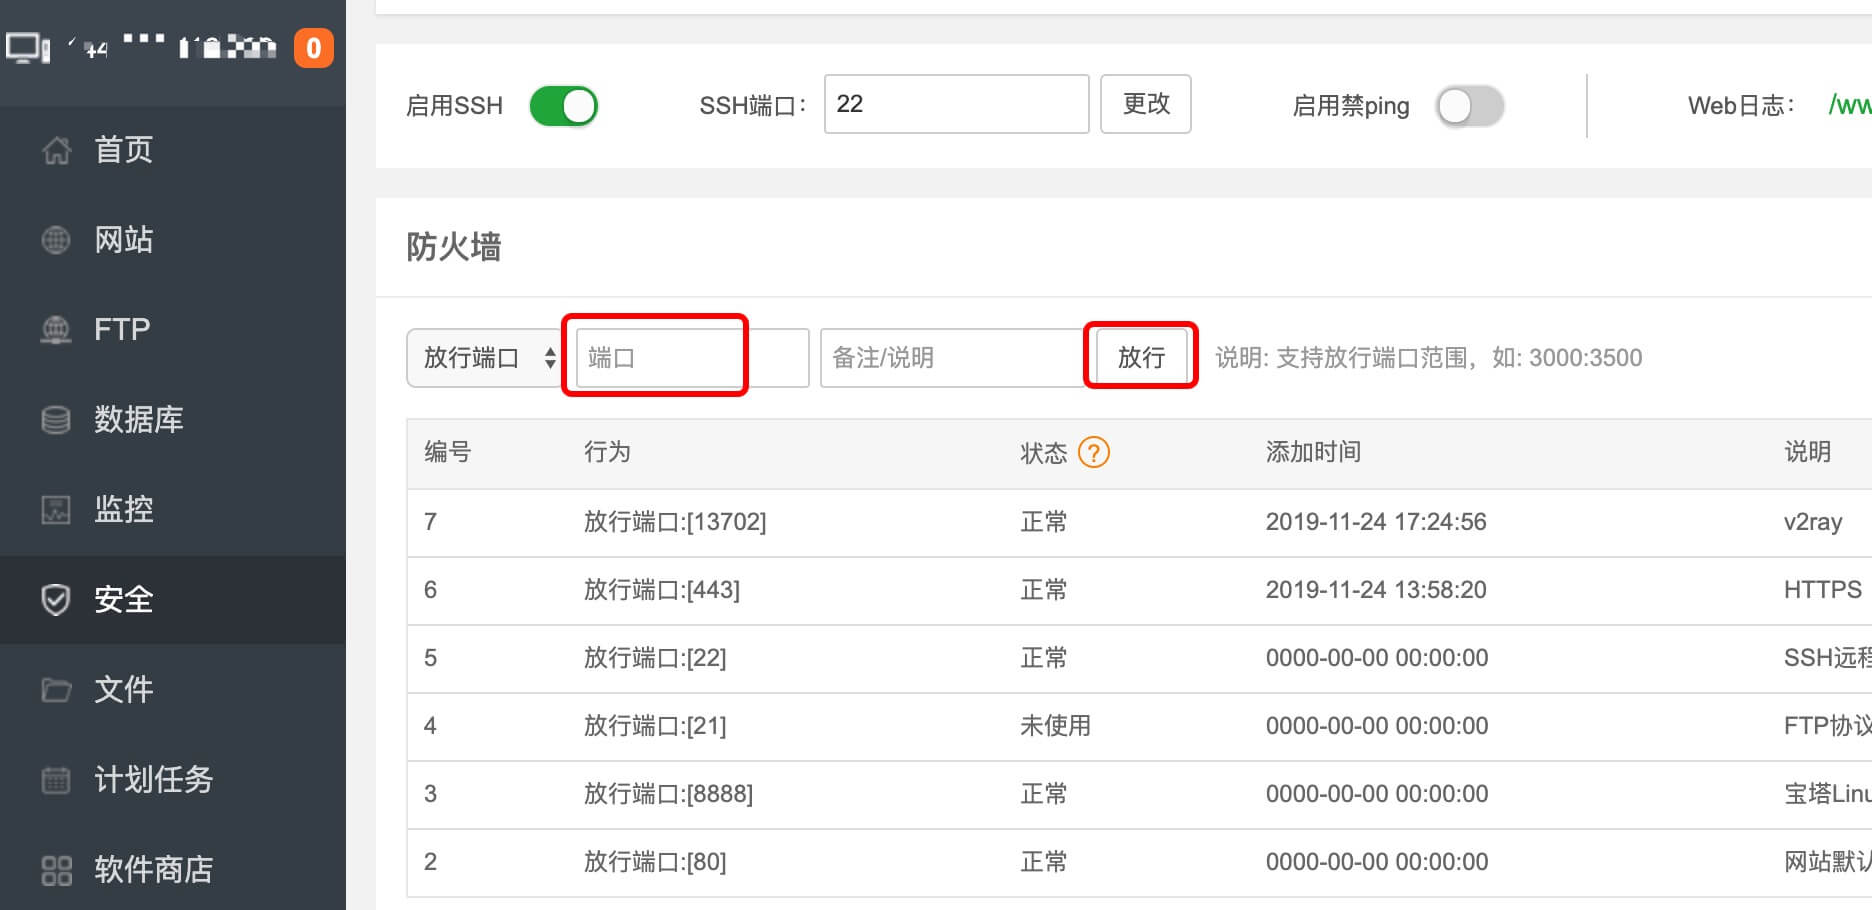 0
首页
网站
FTP
数据库
监控
安全
文件
计划任务
软件商店
启用SSH SSH端口： 22 更改 启用禁ping Web日志： /ww
防火墙
放行端口 端口 备注/说明 放行 说明: 支持放行端口范围，如: 3000:3500
编号 行为 状态 ? 添加时间 说明
7 放行端口:[13702] 正常 2019-11-24 17:24:56 v2ray
6 放行端口:[443] 正常 2019-11-24 13:58:20 HTTPS
5 放行端口:[22] 正常 0000-00-00 00:00:00 SSH远程
4 放行端口:[21] 未使用 0000-00-00 00:00:00 FTP协议
3 放行端口:[8888] 正常 0000-00-00 00:00:00 宝塔Linu
2 放行端口:[80] 正常 0000-00-00 00:00:00 网站默认